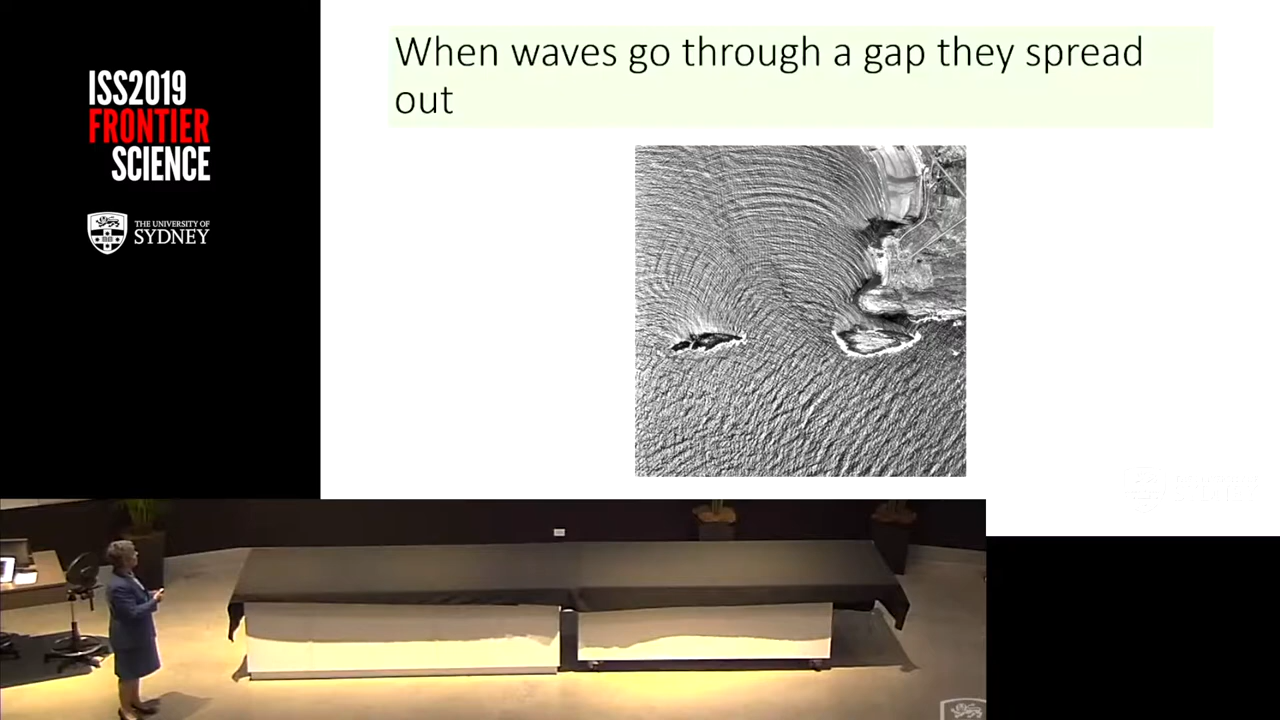 ISS2019
FRONTIER
SCIENCE
THE UNIVERSITY OF
SYDNEY
When waves go through a gap they spread
out